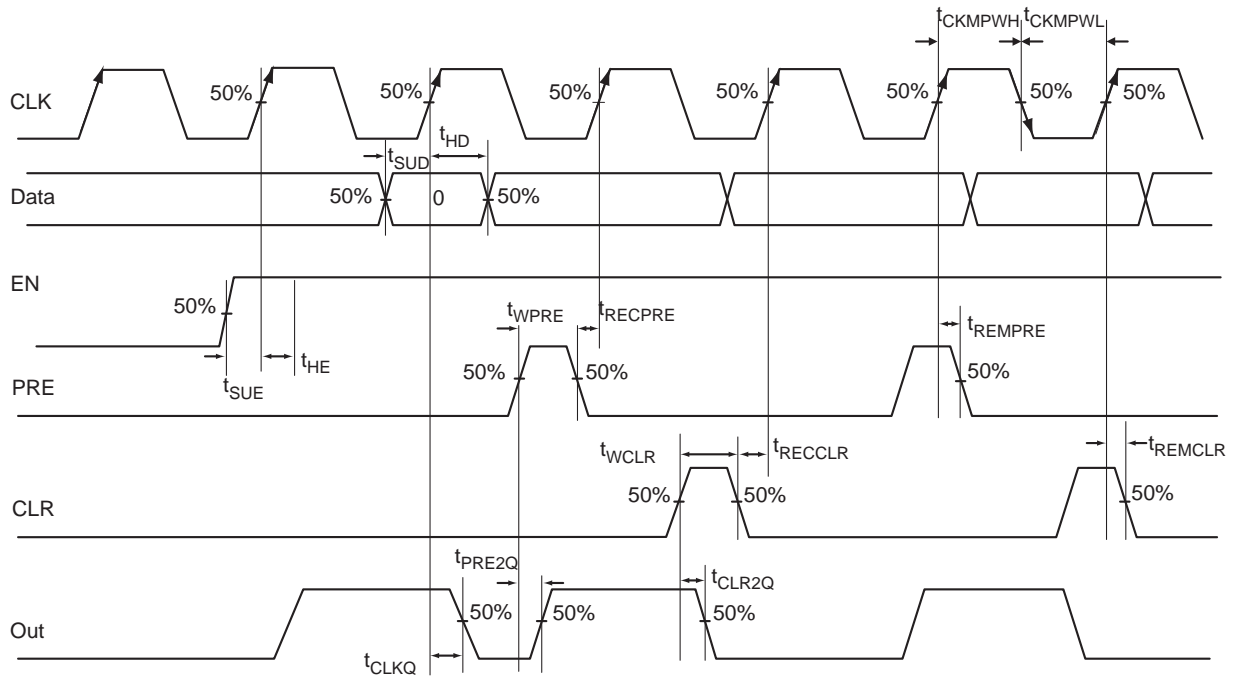 tCKMPWH tCKMPWL
CLK 50% 50% 50% 50% 50% 50% 50%
tSUD tHD
Data 50% 0 50%
EN
50%
tSUE tHE
tWPRE tRECPRE tREMPRE
PRE 50% 50% 50%
tWCLR tRECCLR tREMCLR
CLR 50% 50% 50%
tPRE2Q tCLR2Q
Out 50% 50% 50%
tCLKQ